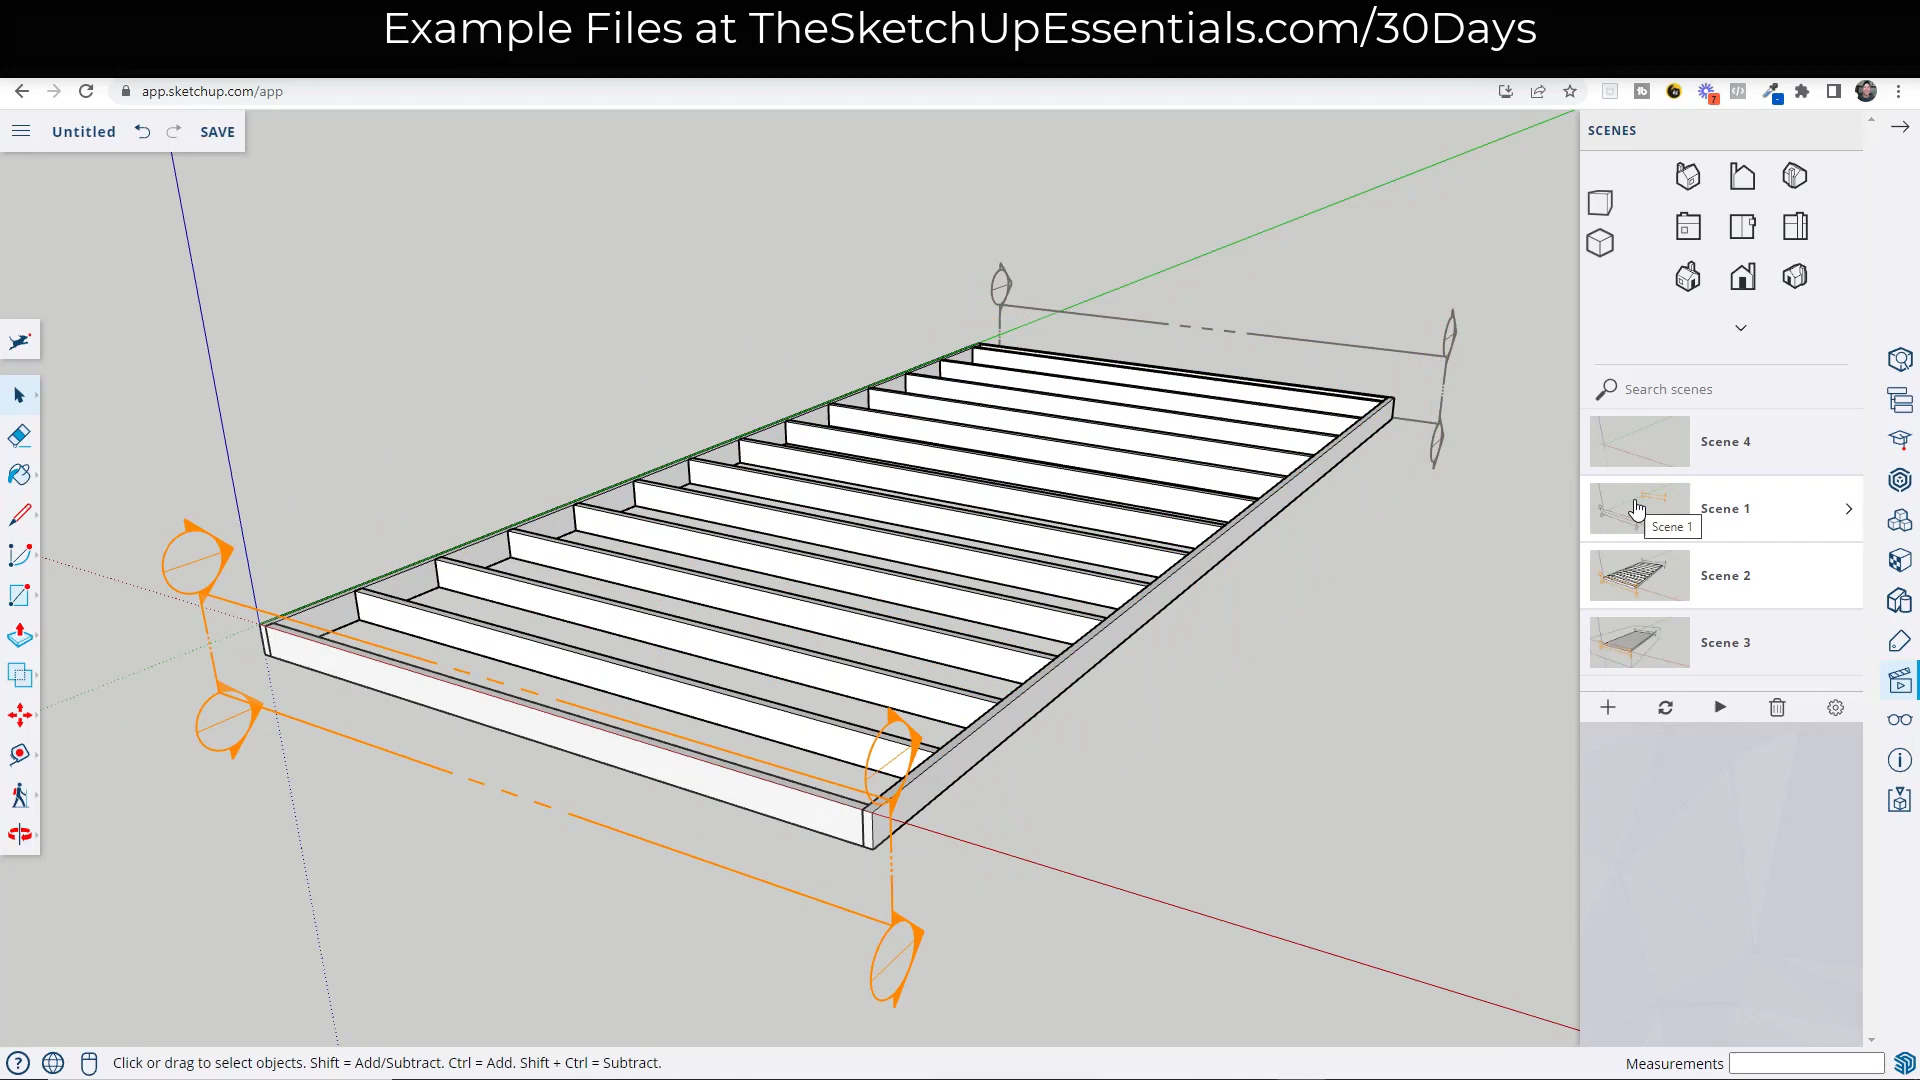 Example Files at TheSketchUpEssentials.com/30Days
app.sketchup.com/app
7
Untitled
SAVE
SCENES
Search scenes
Scene 4
Scene 1
Scene 1
Scene 2
Scene 3
Click or drag to select objects. Shift = Add/Subtract. Ctrl = Add. Shift + Ctrl = Subtract.
Measurements